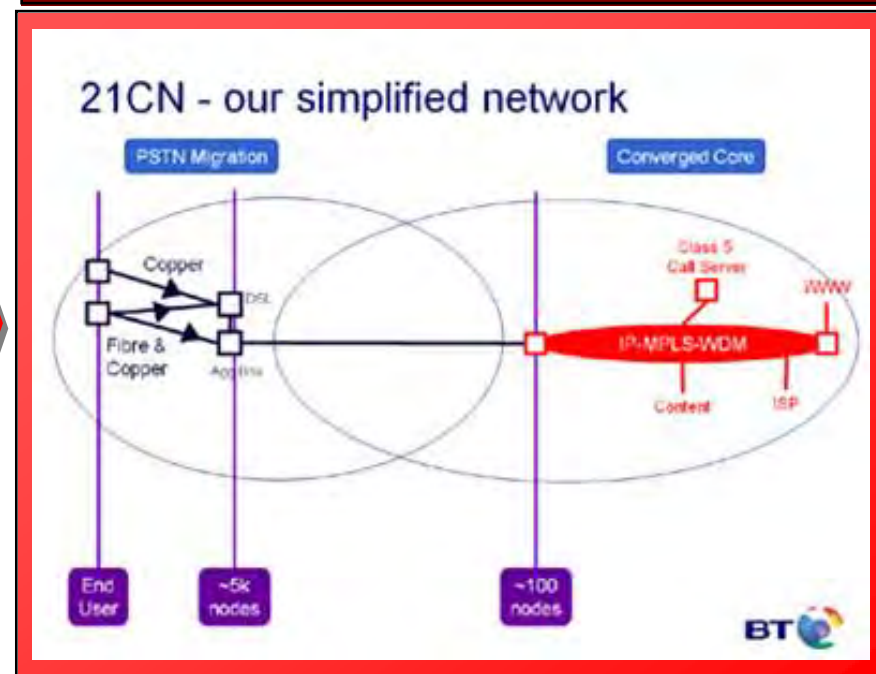 21CN - our simplified network
PSTN Migration
Converged Core
Copper
DSL
Fibre &
Copper
Class 5
Call Server
WWW
IP-MPLS-WDM
Content
ISP
End
User
~5k
nodes
~100
nodes
BT